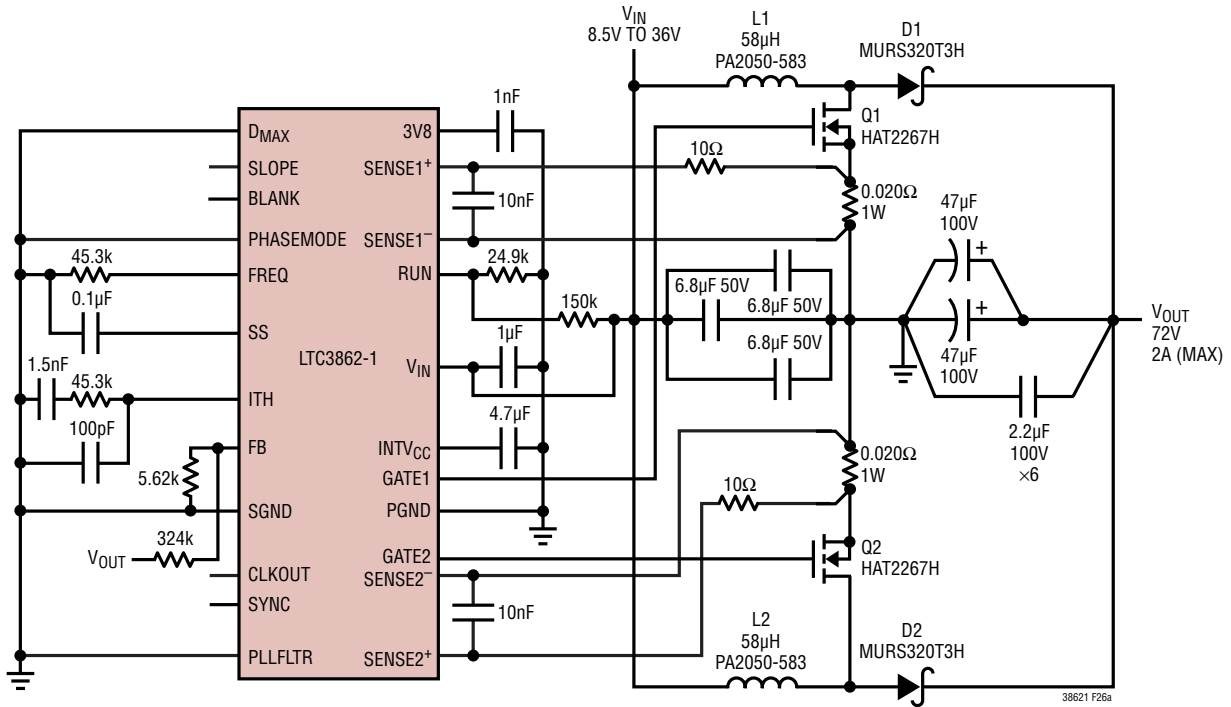 VIN
8.5V TO 36V
L1
58µH
PA2050-583
D1
MURS320T3H
Q1
HAT2267H
1nF
DMAX
3V8
SLOPE
SENSE1+
10Ω
BLANK
10nF
0.020Ω
1W
47µF
100V
+
PHASEMODE
SENSE1–
45.3k
FREQ
RUN
24.9k
0.1µF
SS
150k
6.8µF 50V
6.8µF 50V
6.8µF 50V
+
47µF
100V
VOUT
72V
2A (MAX)
LTC3862-1
VIN
1µF
1.5nF
45.3k
ITH
100pF
4.7µF
2.2µF
100V
×6
FB
INTVCC
5.62k
GATE1
0.020Ω
1W
10Ω
SGND
PGND
324k
VOUT
GATE2
Q2
HAT2267H
CLKOUT
SENSE2–
SYNC
10nF
L2
58µH
PA2050-583
D2
MURS320T3H
PLLFLTR
SENSE2+
38621 F26a